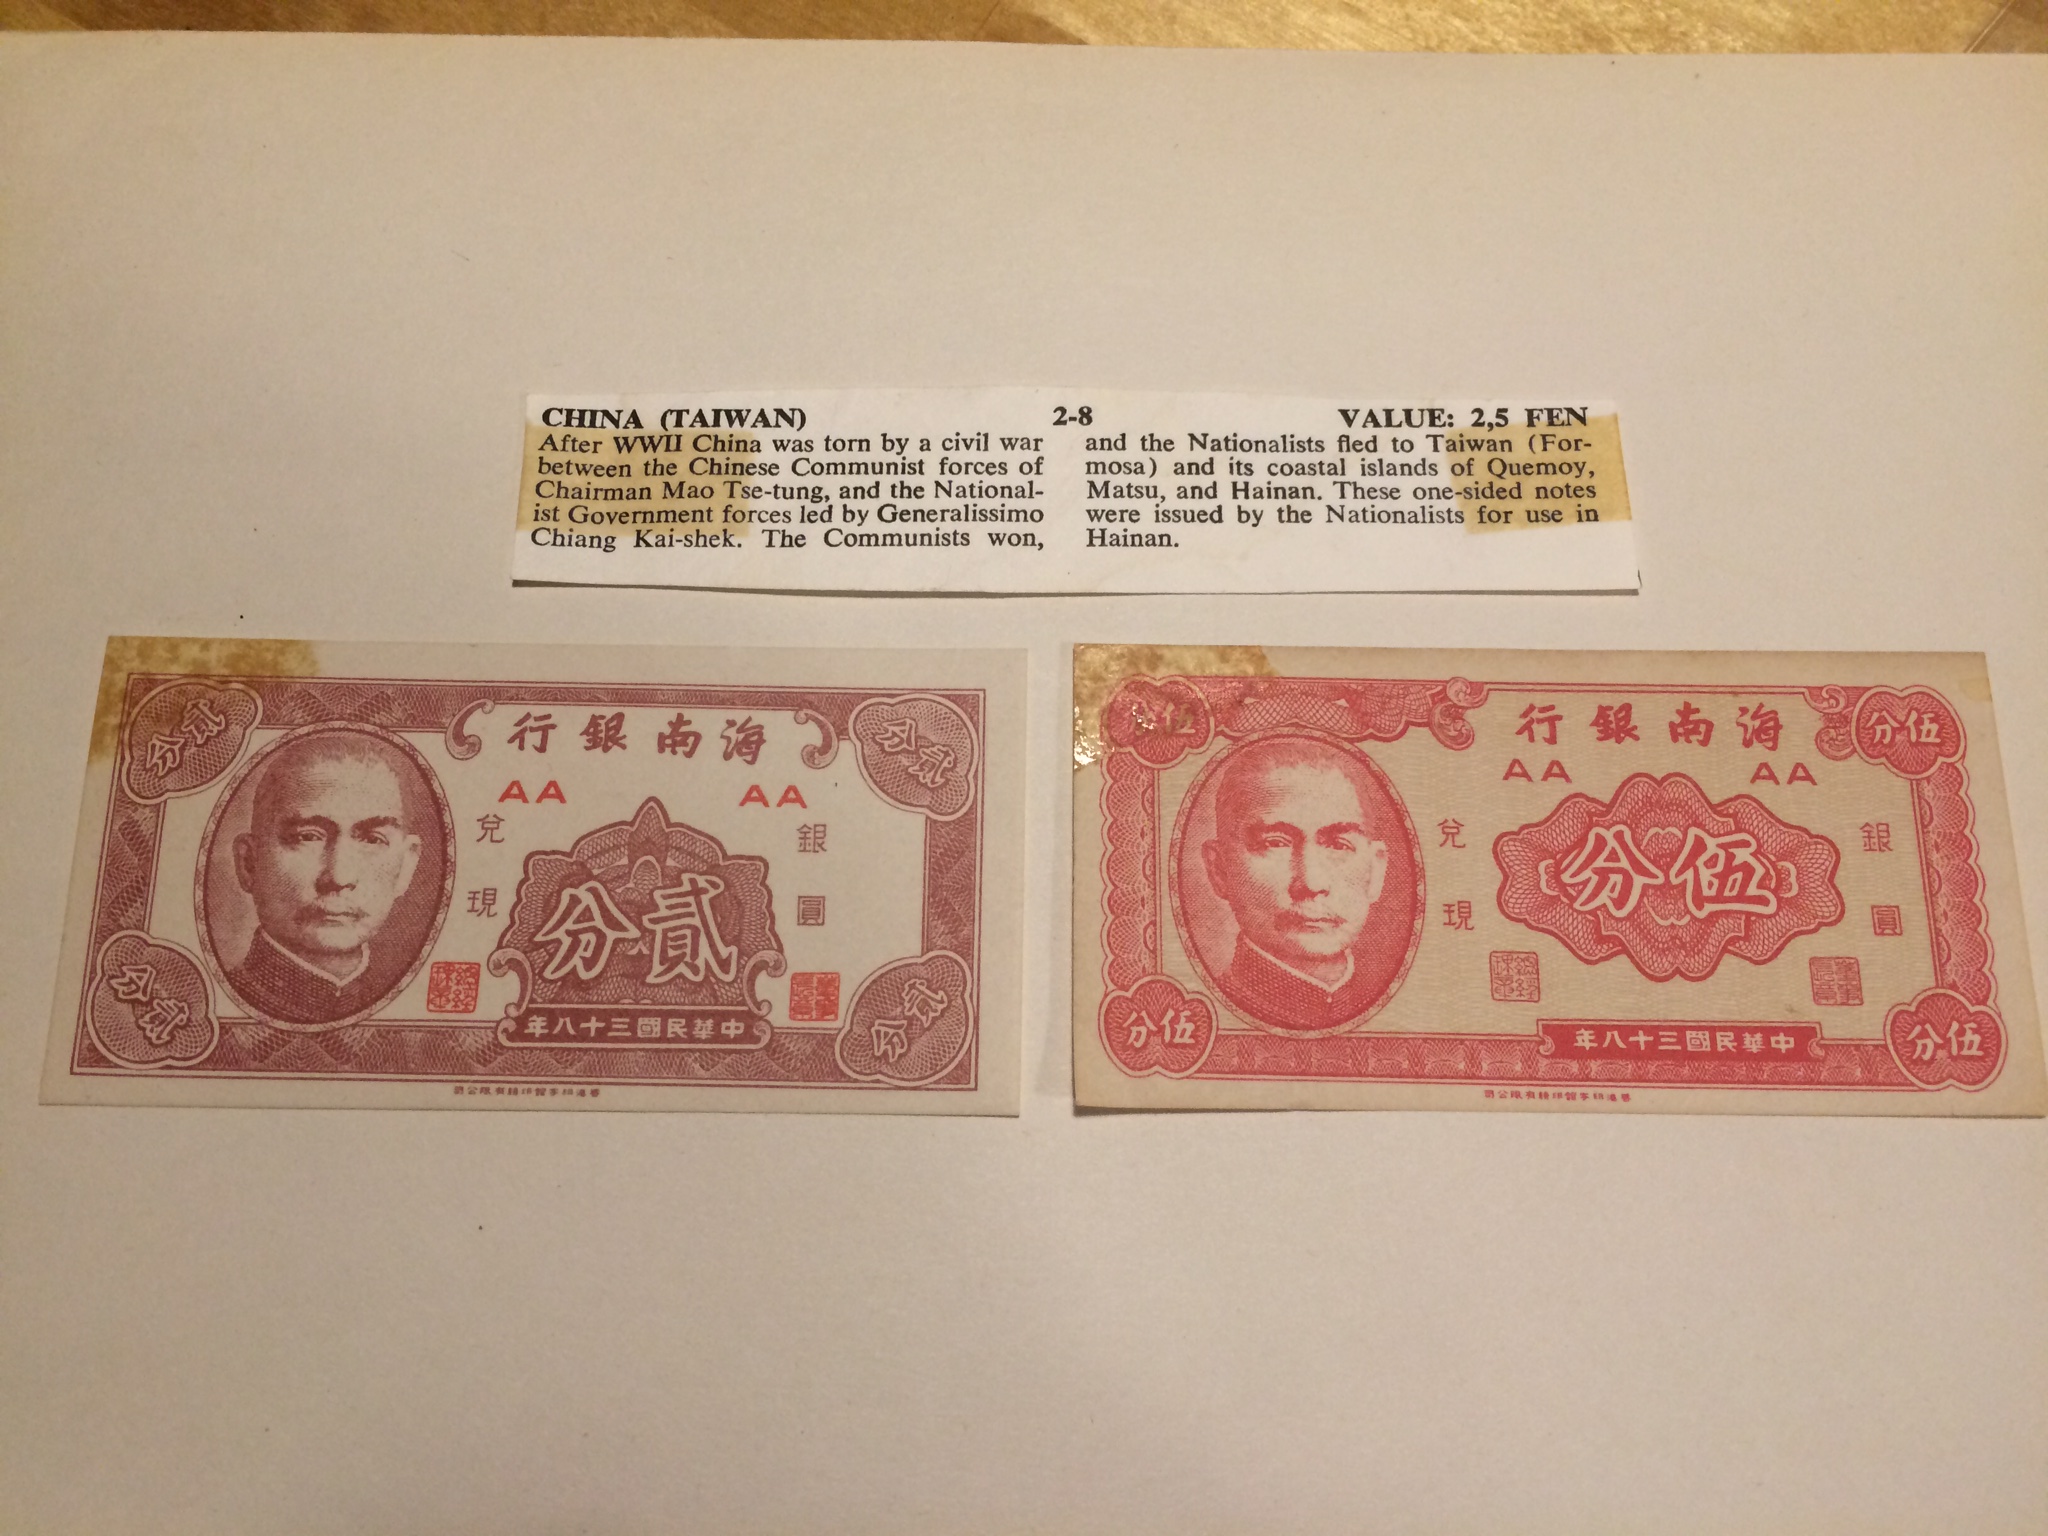 CHINA (TAIWAN) 2-8 VALUE: 2,5 FEN
After WWII China was torn by a civil war
between the Chinese Communist forces of
Chairman Mao Tse-tung, and the National-
ist Government forces led by Generalissimo
Chiang Kai-shek. The Communists won,
and the Nationalists fled to Taiwan (For-
mosa) and its coastal islands of Quemoy,
Matsu, and Hainan. These one-sided notes
were issued by the Nationalists for use in
Hainan.
貳分
貳分
海南銀行
AA AA
銀圓
兌現
貳分
貳分
貳分
中華民國三十八年
伍分
伍分
海南銀行
AA AA
銀圓
兌現
伍分
伍分
伍分
中華民國三十八年